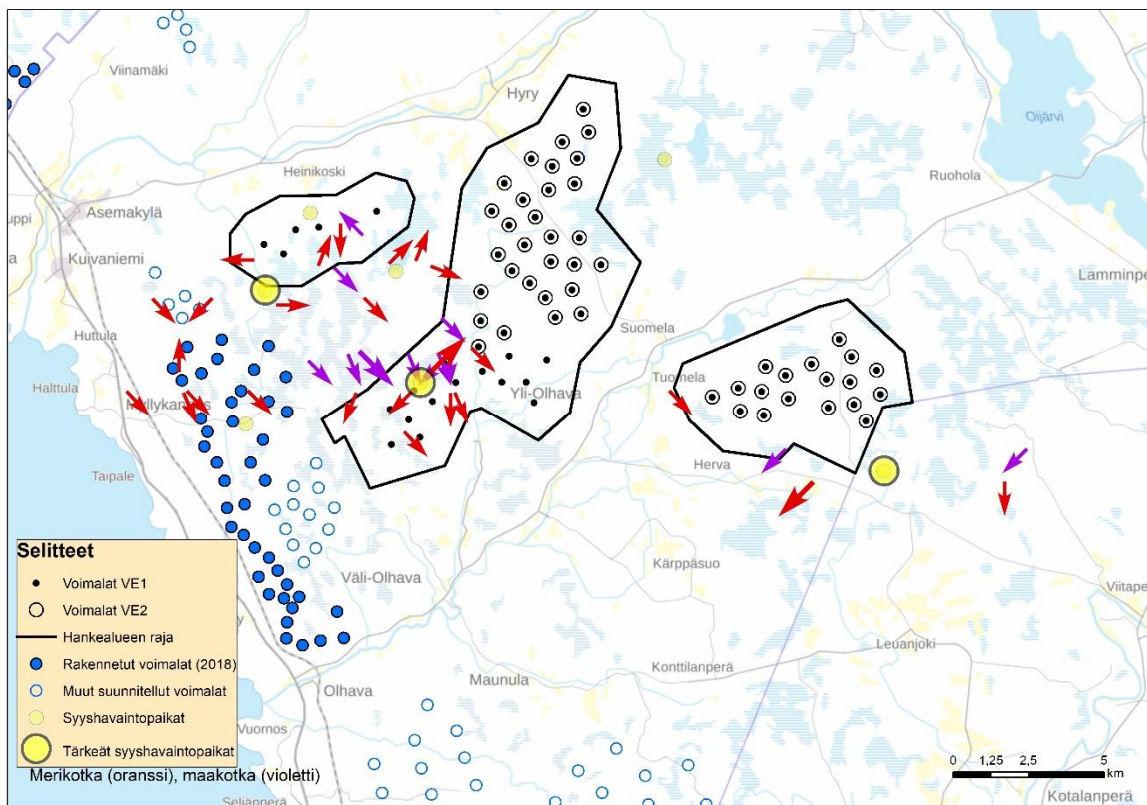 Viinamäki
Hyry
Oijärvi
Heinikoski
Ruohola
uppi
Asemakylä
Kuivaniemi
Lamminper
Huttula
Suomela
Halttula
Tuomela
Myllykangas
Yli-Olhava
Taipale
Herva
Selitteet
Voimalat VE1
Voimalat VE2
Hankealueen raja
Rakennetut voimalat (2018)
Muut suunnitellut voimalat
Syyshavaintopaikat
Tärkeät syyshavaintopaikat
Merikotka (oranssi), maakotka (violetti)
Kärppäsuo
Väli-Olhava
Viitape
Leuanjoki
Konttilanperä
Maunula
Olhava
Vuornos
0 1,25 2,5 5
km
Seljänperä
Kotalanperä